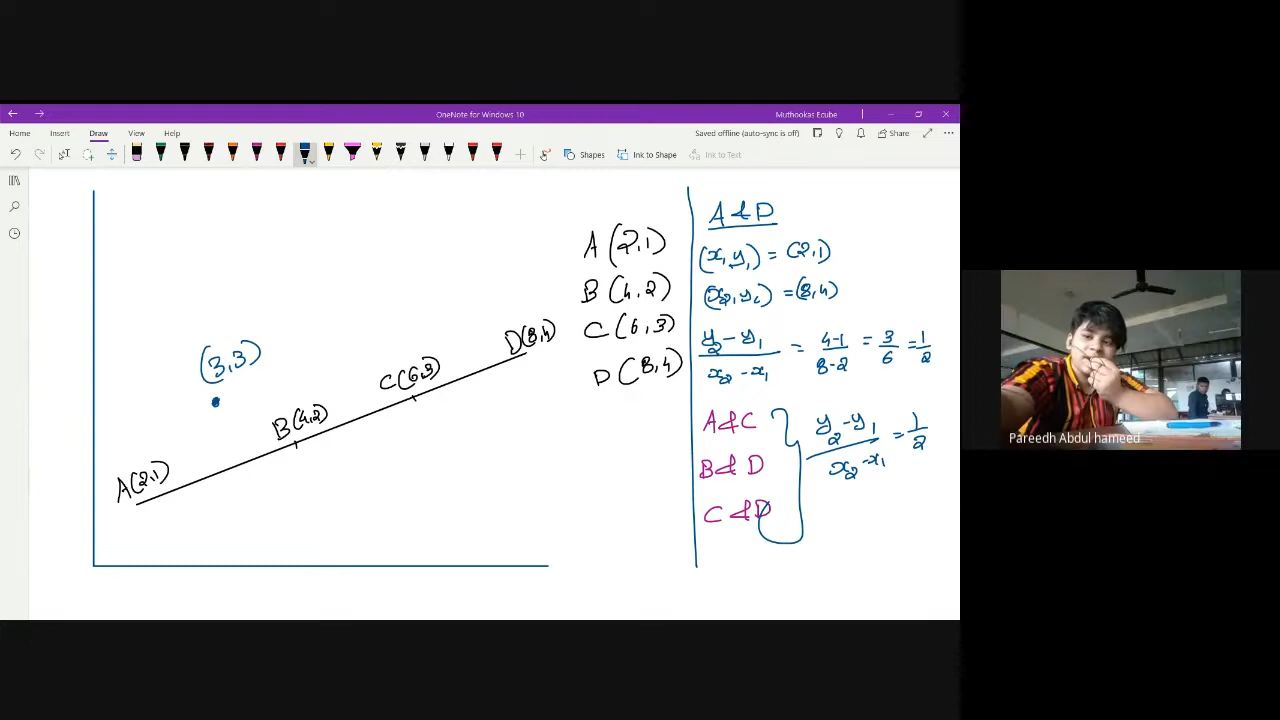 OneNote for Windows 10
Muthookas Ecube
Home Insert Draw View Help
Saved offline (auto-sync is off)
Share
Shapes
Ink to Shape
Ink to Text
A(2,1)
B(4,2)
C(6,3)
D(8,4)
(3,3)
A (2,1)
B (4,2)
C (6,3)
D (8,4)
A & D
(x₁y₁) = (2,1)
(x₂,y₂) = (8,4)
y₂-y₁/x₂-x₁ = 4-1/8-2 = 3/6 = 1/2
A & C
B & D
C & D
y₂-y₁/x₂-x₁ = 1/2
Pareedh Abdul hameed